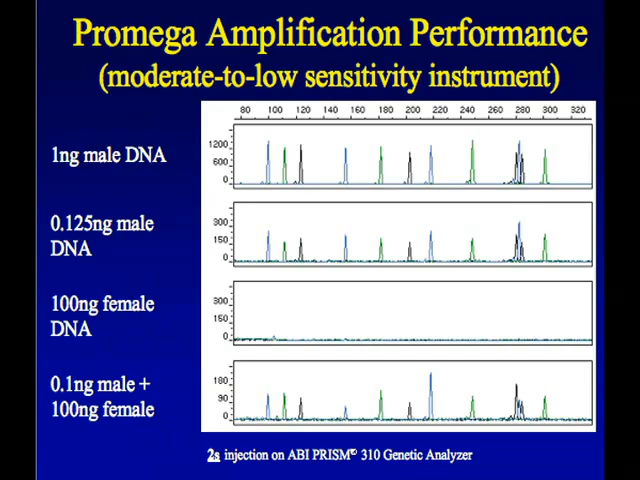 Promega Amplification Performance
(moderate-to-low sensitivity instrument)
80 100 120 140 160 180 200 220 240 260 280 300 320
1ng male DNA
1200
600
0
0.125ng male
DNA
300
150
0
100ng female
DNA
300
150
0
0.1ng male +
100ng female
180
90
0
2s injection on ABI PRISM® 310 Genetic Analyzer